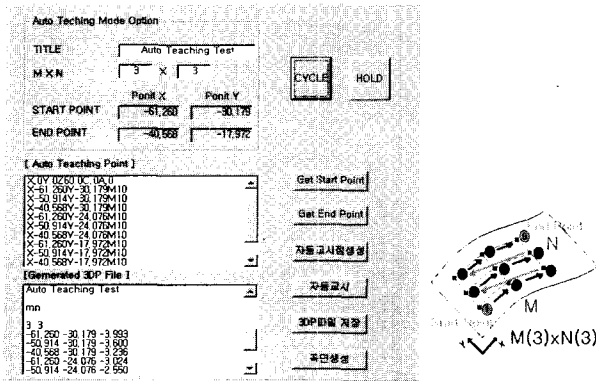 Auto Teching Mode Option
TITLE
Auto Teaching Test
M X N
3 X 3
Ponit X Ponit Y
START POINT -61,260 -30,179
END POINT -40,568 -17,972
CYCLE
HOLD
[ Auto Teaching Point ]
X-61.260Y-30.179M10
X-50.914Y-30.179M10
X-40.568Y-30.179M10
X-61.260Y-24.076M10
X-50.914Y-24.076M10
X-40.568Y-24.076M10
X-61.260Y-17.972M10
X-50.914Y-17.972M10
X-40.568Y-17.972M10
Get Start Point
Get End Point
자동교시점생성
자동교시
3DP파일 저장
곡면생성
[Gemerated 3DP File ]
Auto Teaching Test
mn
3 3
-61,260 -30,179 -3,993
-50,914 -30,179 -3,600
-40,568 -30,179 -3,236
-61,260 -24,076 -3,024
-50,914 -24,076 -2,550
End Point
N
M
Start Point
M(3)xN(3)